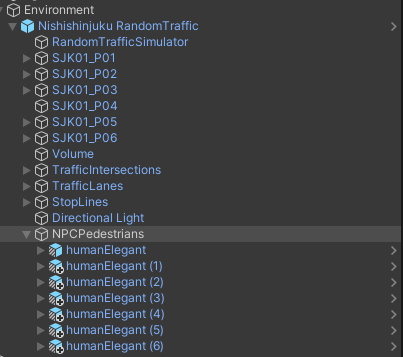 Environment
Nishishinjuku RandomTraffic
RandomTrafficSimulator
SJK01_P01
SJK01_P02
SJK01_P03
SJK01_P04
SJK01_P05
SJK01_P06
Volume
TrafficIntersections
TrafficLanes
StopLines
Directional Light
NPCPedestrians
humanElegant
humanElegant (1)
humanElegant (2)
humanElegant (3)
humanElegant (4)
humanElegant (5)
humanElegant (6)